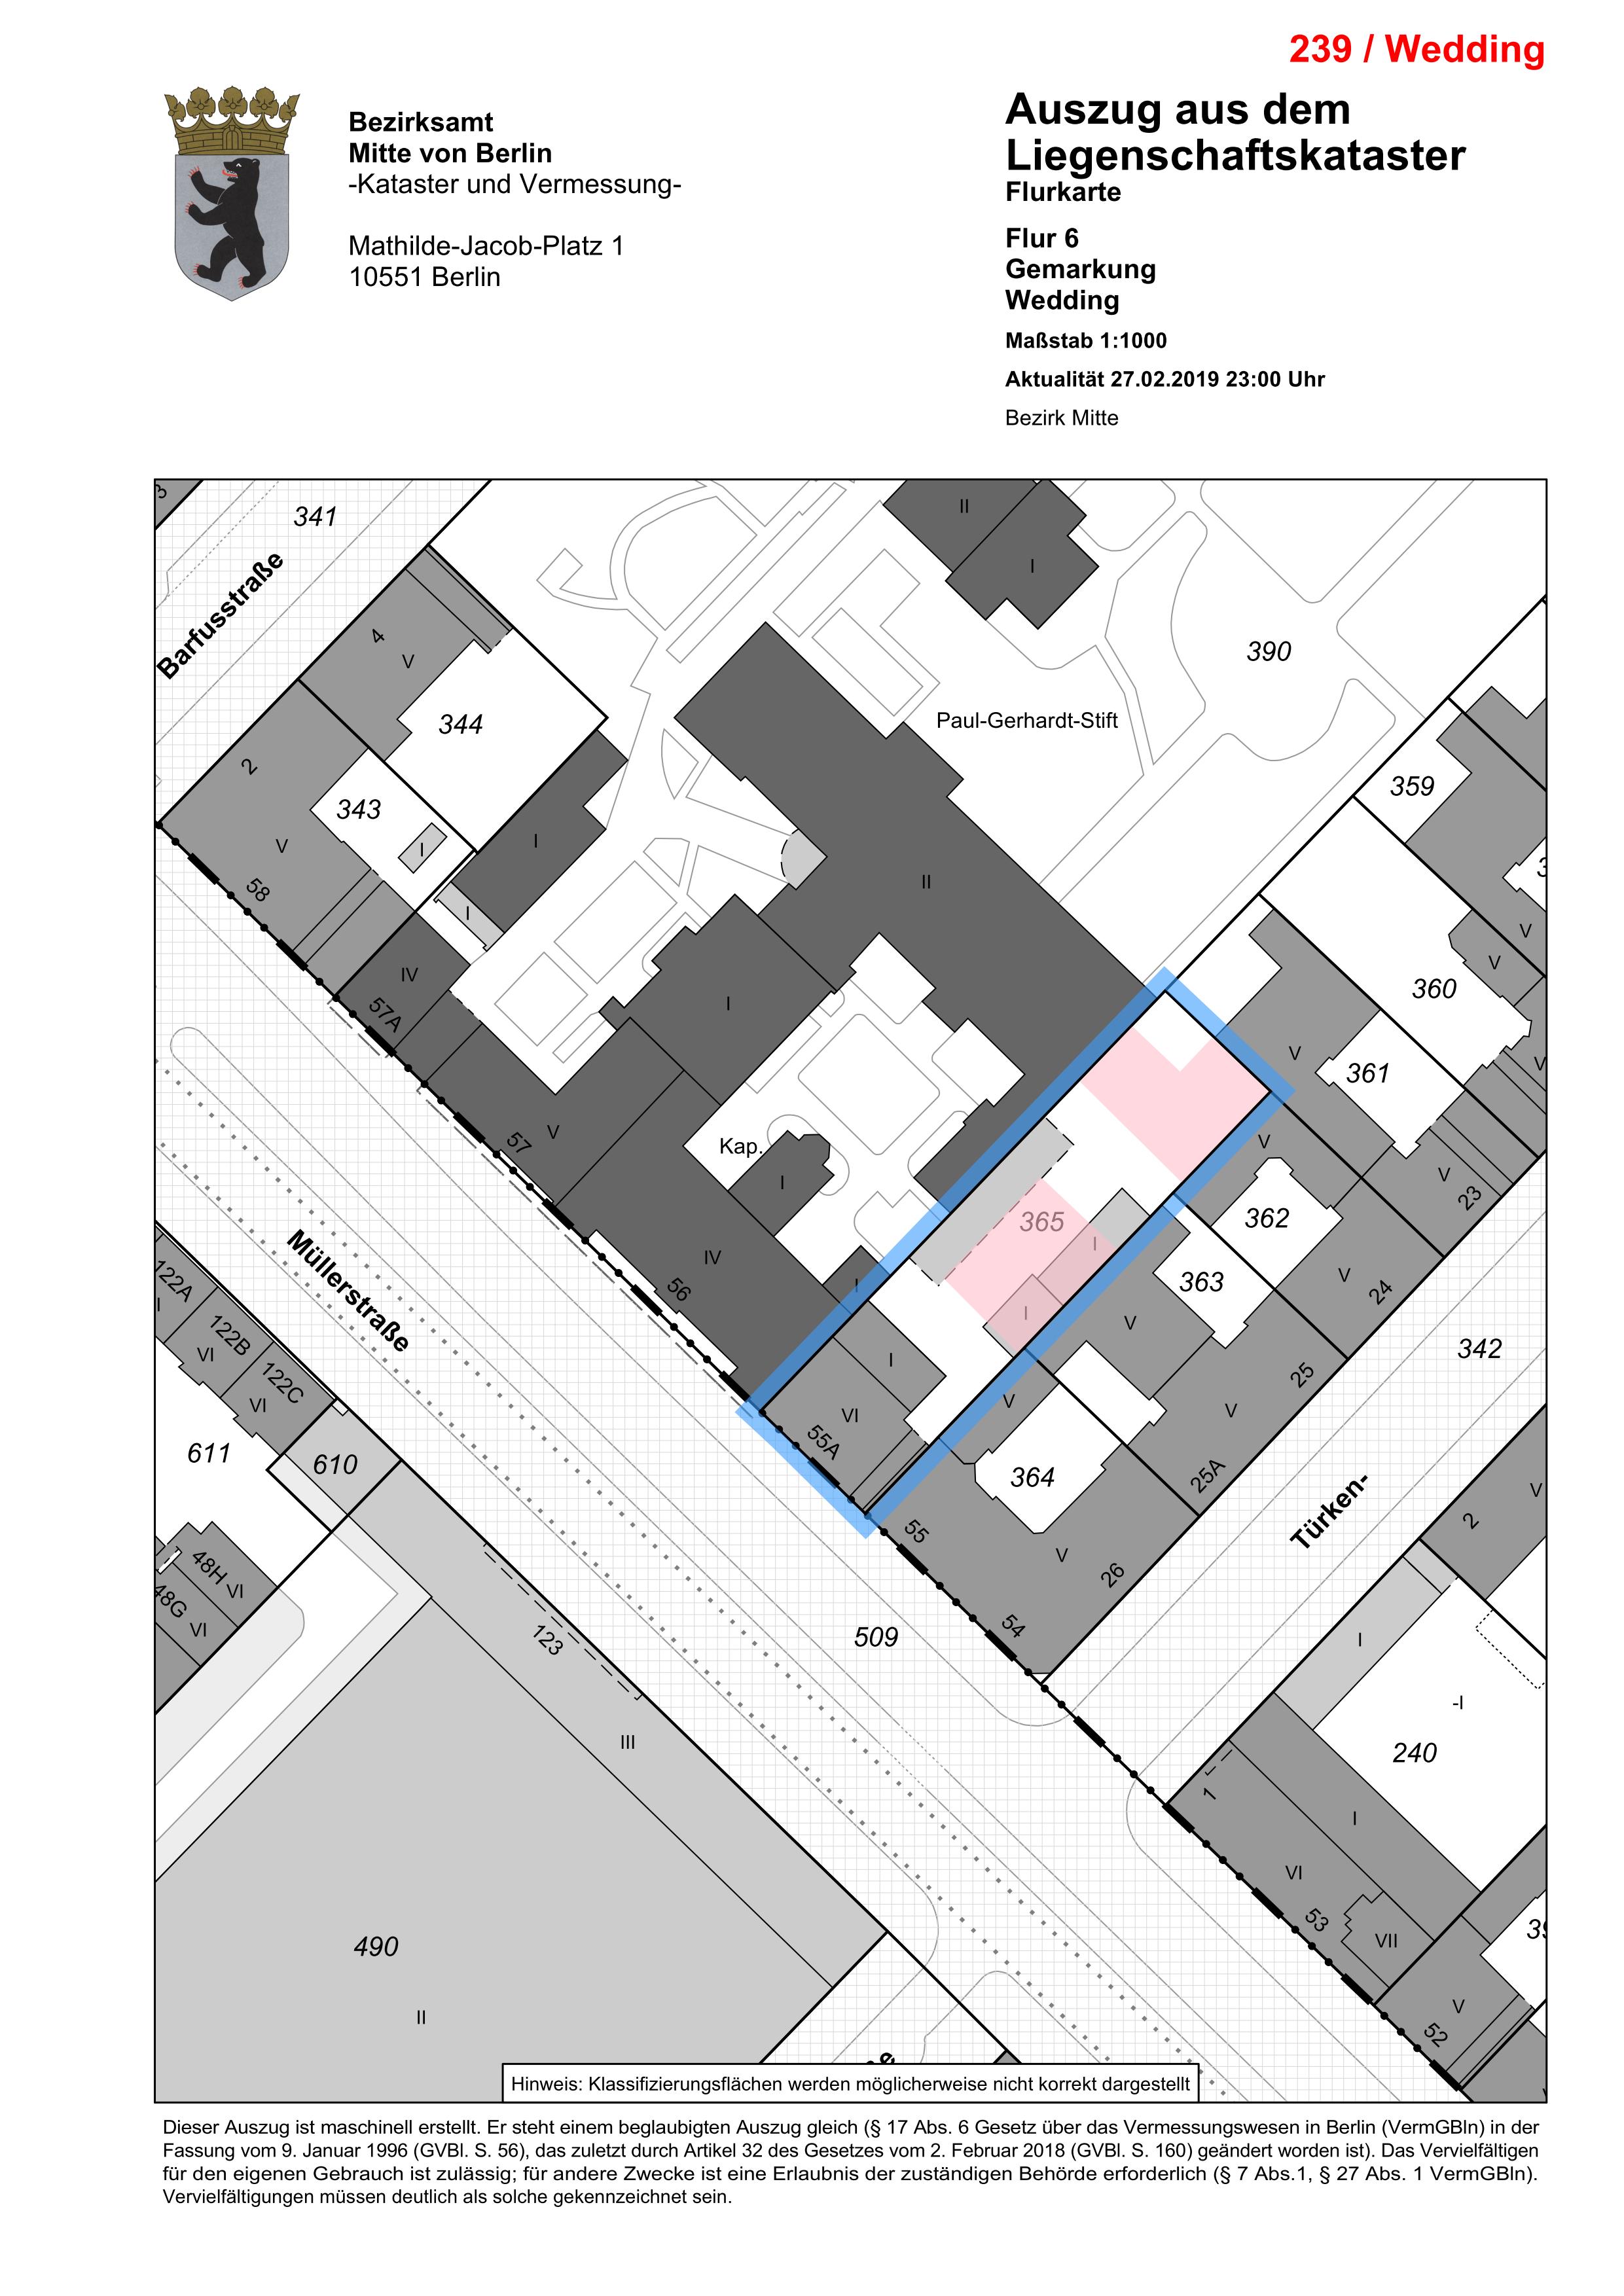 239 / Wedding
Bezirksamt
Mitte von Berlin
-Kataster und Vermessung-
Mathilde-Jacob-Platz 1
10551 Berlin
Auszug aus dem
Liegenschaftskataster
Flurkarte
Flur 6
Gemarkung
Wedding
Maßstab 1:1000
Aktualität 27.02.2019 23:00 Uhr
Bezirk Mitte
3
341
Barfusstraße
II
I
4
V
344
390
Paul-Gerhardt-Stift
2
343
I
I
V
58
I
II
359
360
V
V
IV
57A
I
361
V
V
57
V
Kap.
I
V
362
V
23
365
I
363
I
I
V
V
24
IV
56
Müllerstraße
122A
I
122B
VI
122C
VI
342
I
VI
55A
V
25
V
364
25A
611
610
Türken-
2
V
55
V
26
54
48H
VI
48G
VI
123
509
III
I
-I
240
1
I
VI
53
VII
39
490
II
V
52
Hinweis: Klassifizierungsflächen werden möglicherweise nicht korrekt dargestellt
Dieser Auszug ist maschinell erstellt. Er steht einem beglaubigten Auszug gleich (§ 17 Abs. 6 Gesetz über das Vermessungswesen in Berlin (VermGBln) in der
Fassung vom 9. Januar 1996 (GVBl. S. 56), das zuletzt durch Artikel 32 des Gesetzes vom 2. Februar 2018 (GVBl. S. 160) geändert worden ist). Das Vervielfältigen
für den eigenen Gebrauch ist zulässig; für andere Zwecke ist eine Erlaubnis der zuständigen Behörde erforderlich (§ 7 Abs.1, § 27 Abs. 1 VermGBln).
Vervielfältigungen müssen deutlich als solche gekennzeichnet sein.